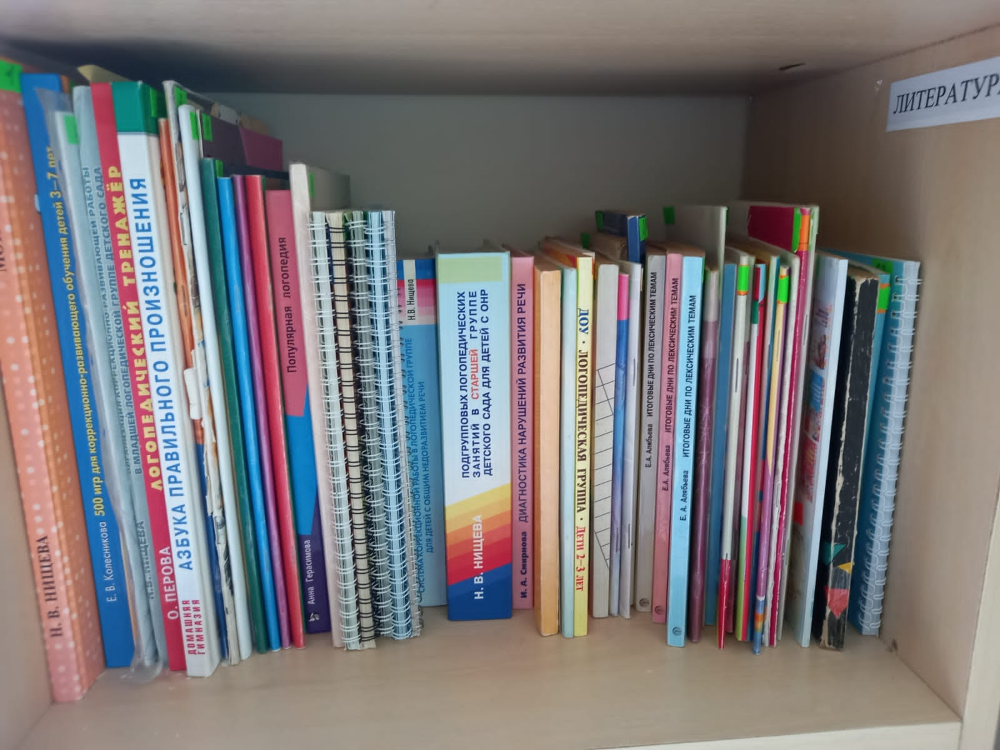 Н. В. НИЩЕВА
Е. В. Колесникова 500 игр для коррекционно-развивающего обучения детей 3–7 лет
КОРРЕКЦИОННО-РАЗВИВАЮЩЕЙ РАБОТЫ
В МЛАДШЕЙ ЛОГОПЕДИЧЕСКОЙ ГРУППЕ ДЕТСКОГО САДА
Н.В. НИЩЕВА
О. ПЕРОВА ЛОГОПЕДИЧЕСКИЙ ТРЕНАЖЁР
АЗБУКА ПРАВИЛЬНОГО ПРОИЗНОШЕНИЯ
ДОМАШНЯЯ
ГИМНАЗИЯ
Анна Герасимова Популярная логопедия
Н.В. Нищева
СИСТЕМА КОРРЕКЦИОННОЙ РАБОТЫ В ЛОГОПЕДИЧЕСКОЙ ГРУППЕ
ДЛЯ ДЕТЕЙ С ОБЩИМ НЕДОРАЗВИТИЕМ РЕЧИ
Н. В. НИЩЕВА
ПОДГРУППОВЫХ ЛОГОПЕДИЧЕСКИХ
ЗАНЯТИЙ В СТАРШЕЙ ГРУППЕ
ДЕТСКОГО САДА ДЛЯ ДЕТЕЙ С ОНР
И. А. Смирнова ДИАГНОСТИКА НАРУШЕНИЙ РАЗВИТИЯ РЕЧИ
ДОУ · ЛОГОПЕДИЧЕСКАЯ ГРУППА · Дети 2–3 ЛЕТ
Е.А. Алябьева ИТОГОВЫЕ ДНИ ПО ЛЕКСИЧЕСКИМ ТЕМАМ
Е.А. Алябьева ИТОГОВЫЕ ДНИ ПО ЛЕКСИЧЕСКИМ ТЕМАМ
Е. А. Алябьева ИТОГОВЫЕ ДНИ ПО ЛЕКСИЧЕСКИМ ТЕМАМ
ЛИТЕРАТУРА